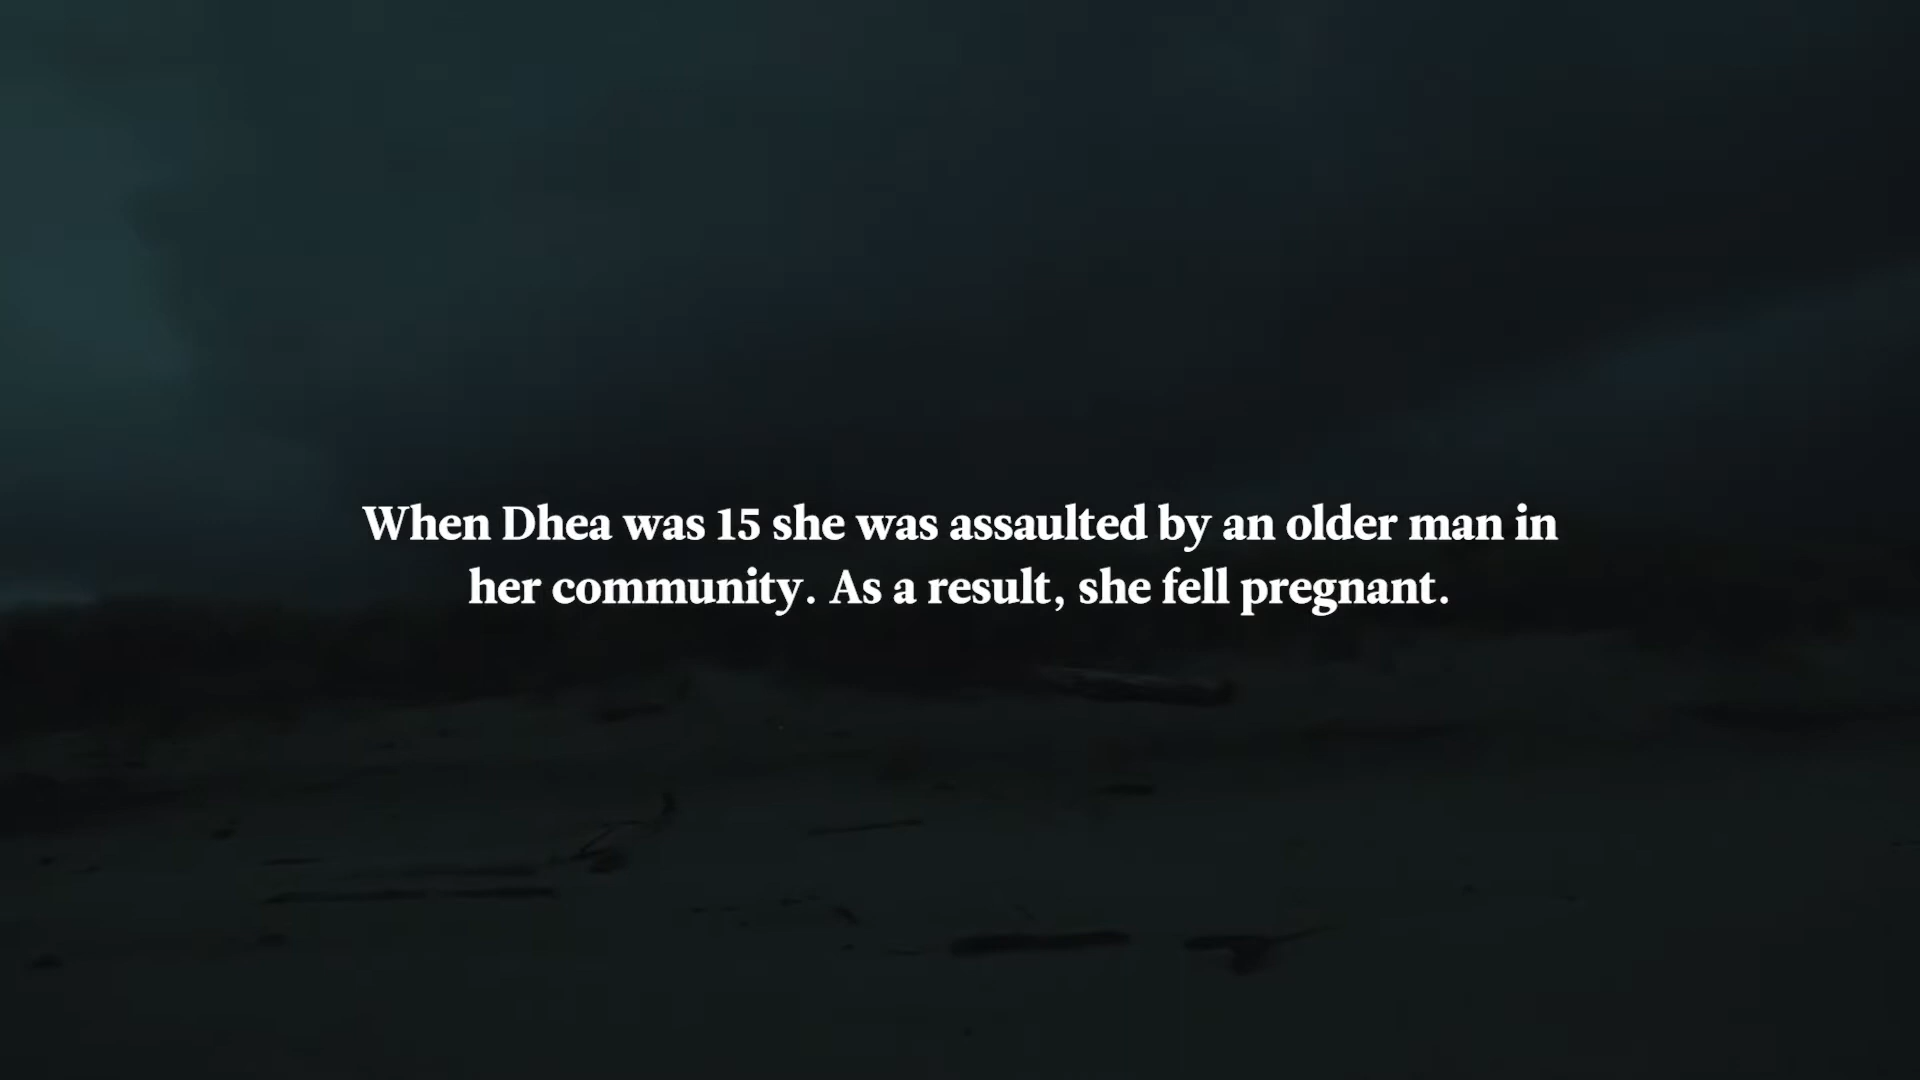 When Dhea was 15 she was assaulted by an older man in
her community. As a result, she fell pregnant.